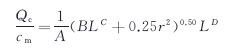 Q_c/c_m = 1/A (BL^C + 0.25r^2)^0.50 L^D